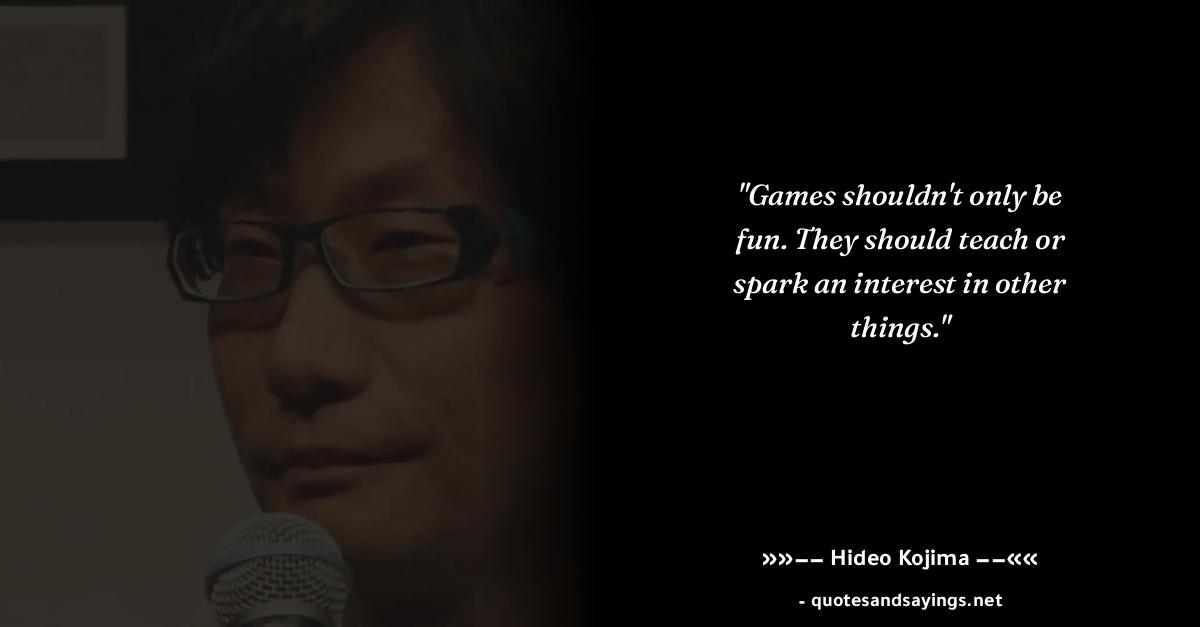 "Games shouldn't only be
fun. They should teach or
spark an interest in other
things."
»»–– Hideo Kojima ––««
- quotesandsayings.net